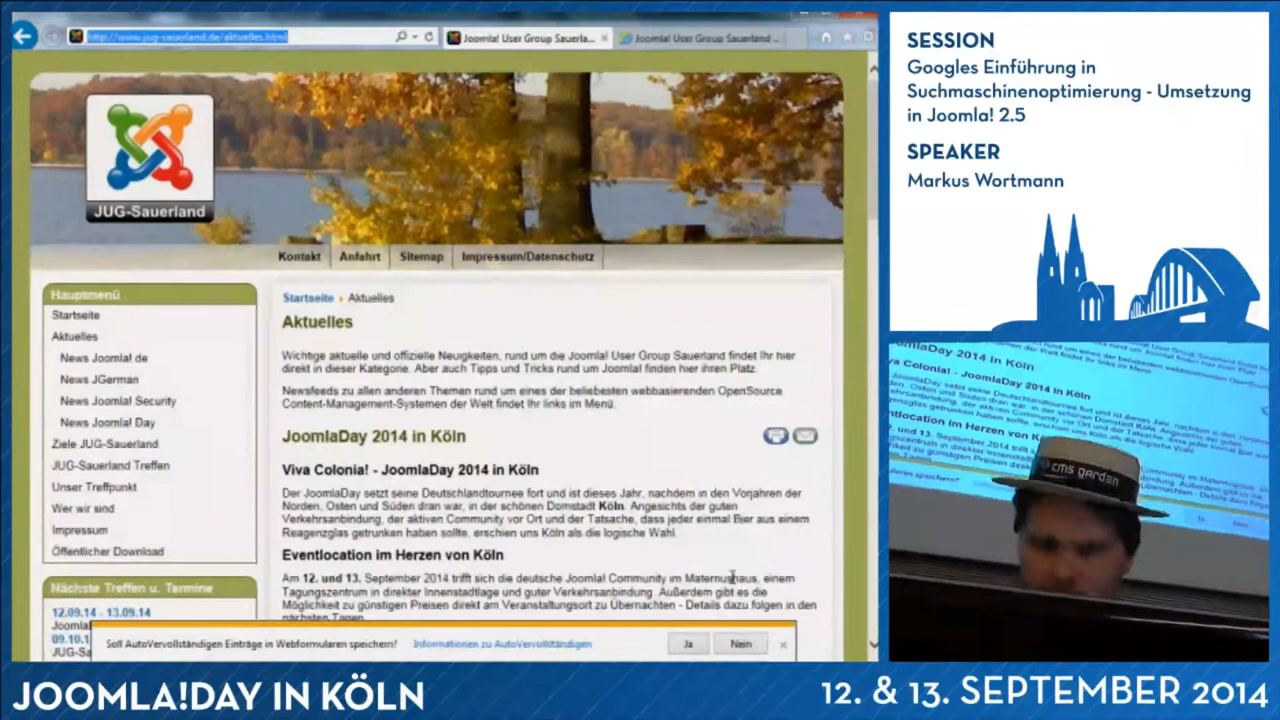 http://www.jug-sauerland.de/aktuelles.html
Joomla! User Group Sauerla...
Joomla! User Group Sauerland ...
JUG-Sauerland
Kontakt
Anfahrt
Sitemap
Impressum/Datenschutz
Hauptmenü
Startseite
Aktuelles
News Joomla! de
News JGerman
News Joomla! Security
News Joomla! Day
Ziele JUG-Sauerland
JUG-Sauerland Treffen
Unser Treffpunkt
Wer wir sind
Impressum
Öffentlicher Download
Nächste Treffen u. Termine
12.09.14 - 13.09.14
Startseite Aktuelles
Aktuelles
Wichtige aktuelle und offizielle Neuigkeiten, rund um die Joomla! User Group Sauerland findet Ihr hier
direkt in dieser Kategorie. Aber auch Tipps und Tricks rund um Joomla! finden hier ihren Platz.
Newsfeeds zu allen anderen Themen rund um eines der beliebtesten webbasierenden OpenSource
Content-Management-Systemen der Welt findet Ihr links im Menü.
JoomlaDay 2014 in Köln
Viva Colonia! - JoomlaDay 2014 in Köln
Der JoomlaDay setzt seine Deutschlandtournee fort und ist dieses Jahr, nachdem in den Vorjahren der
Norden, Osten und Süden dran war, in der schönen Domstadt Köln. Angesichts der guten
Verkehrsanbindung, der aktiven Community vor Ort und der Tatsache, dass jeder einmal Bier aus einem
Reagenzglas getrunken haben sollte, erschien uns Köln als die logische Wahl.
Eventlocation im Herzen von Köln
Am 12. und 13. September 2014 trifft sich die deutsche Joomla! Community im Maternushaus, einem
Tagungszentrum in direkter Innenstadtlage und guter Verkehrsanbindung. Außerdem gibt es die
Möglichkeit zu günstigen Preisen direkt am Veranstaltungsort zu Übernachten - Details dazu folgen in den
nächsten Tagen.
Soll AutoVervollständigen Einträge in Webformularen speichern?
Informationen zu AutoVervollständigen
Ja
Nein
SESSION
Googles Einführung in
Suchmaschinenoptimierung - Umsetzung
in Joomla! 2.5
SPEAKER
Markus Wortmann
cms garden
JOOMLA!DAY IN KÖLN
12. & 13. SEPTEMBER 2014